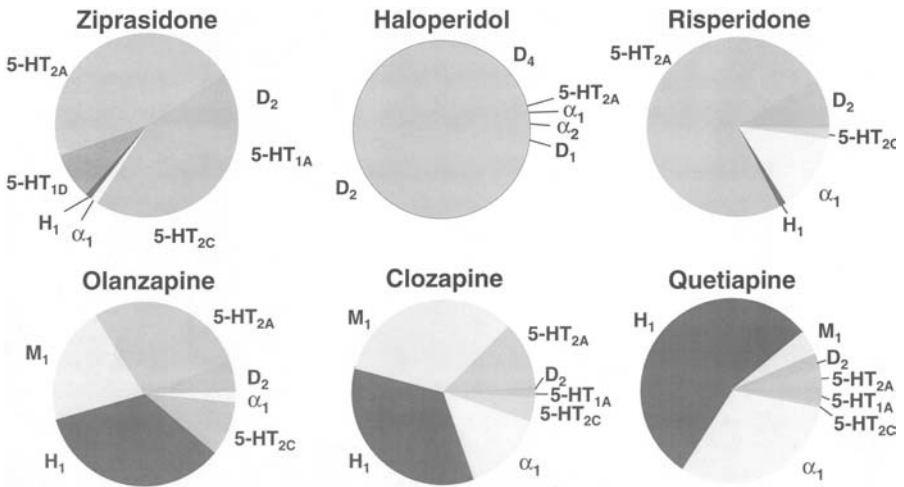 Ziprasidone
5-HT2A
D2
5-HT1A
5-HT1D
H1
α1
5-HT2C
Haloperidol
D4
5-HT2A
α1
α2
D1
D2
Risperidone
5-HT2A
D2
5-HT2C
α1
H1
Olanzapine
5-HT2A
M1
D2
α1
5-HT2C
H1
Clozapine
M1
5-HT2A
D2
5-HT1A
5-HT2C
H1
α1
Quetiapine
H1
M1
D2
5-HT2A
5-HT1A
5-HT2C
α1